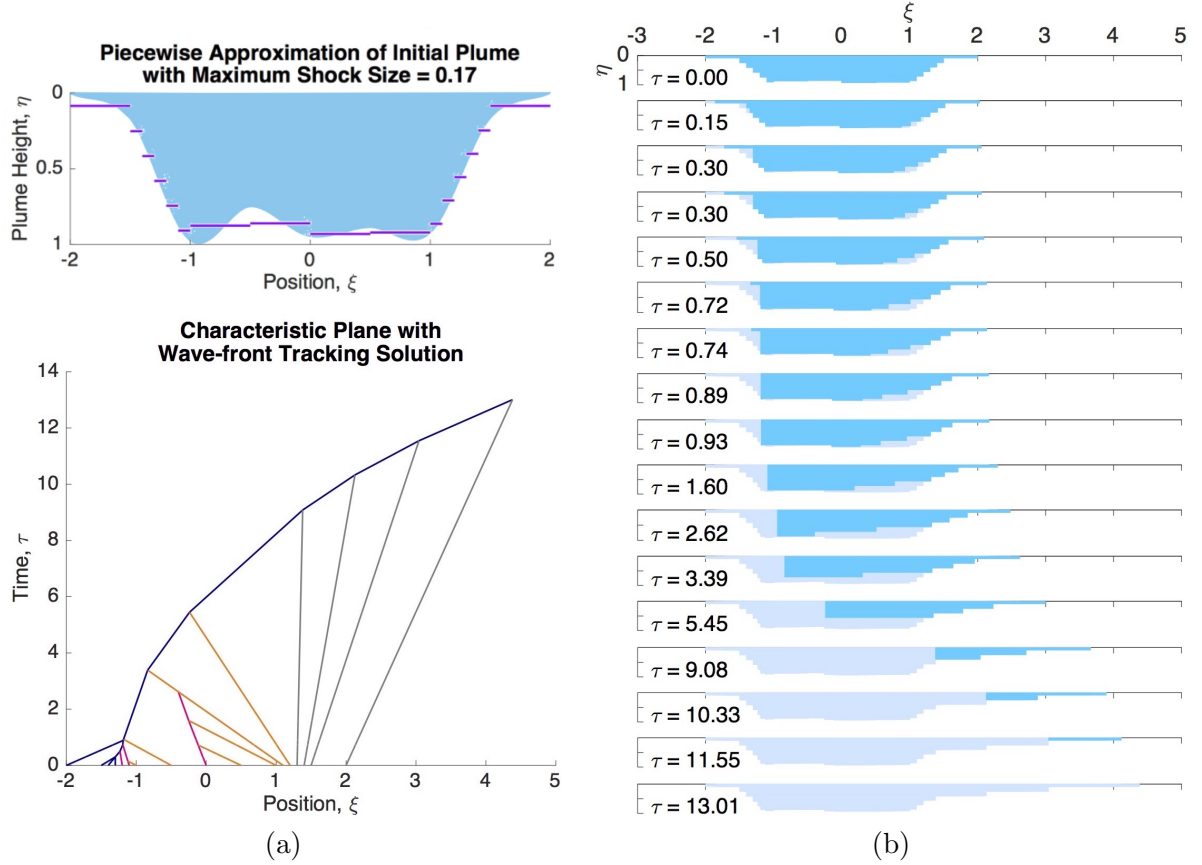 Piecewise Approximation of Initial Plume
with Maximum Shock Size = 0.17
Plume Height, η
0
0.5
1
-2 -1 0 1 2
Position, ξ
Characteristic Plane with
Wave-front Tracking Solution
Time, τ
14
12
10
8
6
4
2
0
-2 -1 0 1 2 3 4 5
Position, ξ
(a)
ξ
-3 -2 -1 0 1 2 3 4 5
η
0
1
τ = 0.00
τ = 0.15
τ = 0.30
τ = 0.30
τ = 0.50
τ = 0.72
τ = 0.74
τ = 0.89
τ = 0.93
τ = 1.60
τ = 2.62
τ = 3.39
τ = 5.45
τ = 9.08
τ = 10.33
τ = 11.55
τ = 13.01
(b)